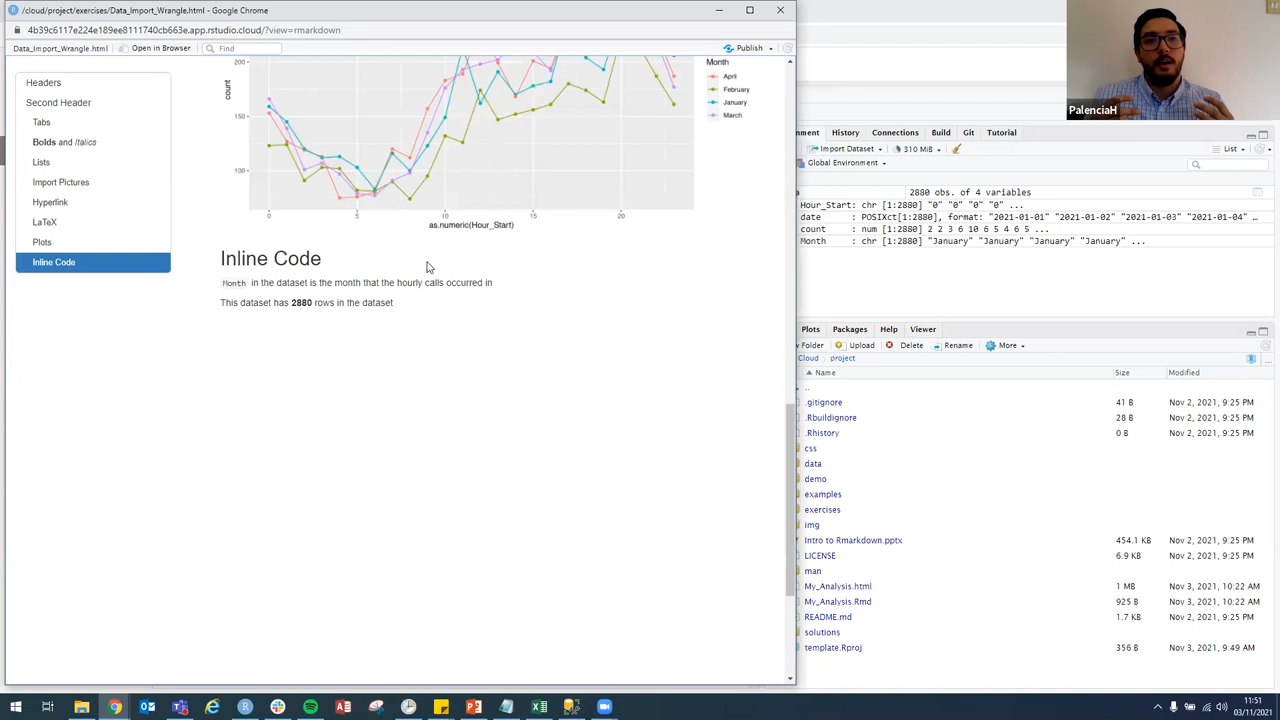 /cloud/project/exercises/Data_Import_Wrangle.html - Google Chrome
4b39c6117e224e189ee8111740cb663e.app.rstudio.cloud/?view=rmarkdown
Data_Import_Wrangle.html Open in Browser Find Publish
Headers
Second Header
Tabs
Bolds and Italics
Lists
Import Pictures
Hyperlink
LaTeX
Plots
Inline Code
200
150
100
count
0 5 10 15 20
as.numeric(Hour_Start)
Month
April
February
January
March
Inline Code
Month in the dataset is the month that the hourly calls occurred in
This dataset has 2880 rows in the dataset
PalenciaH
nment History Connections Build Git Tutorial
Import Dataset 310 MiB List
Global Environment
a 2880 obs. of 4 variables
Hour_Start: chr [1:2880] "0" "0" "0" "0" ...
date : POSIXct[1:2880], format: "2021-01-01" "2021-01-02" "2021-01-03" "2021-01-04" …
count : num [1:2880] 2 2 3 6 10 6 5 4 6 5 ...
Month : chr [1:2880] "January" "January" "January" "January" ...
Plots Packages Help Viewer
w Folder Upload Delete Rename More
Cloud project
Name Size Modified
..
.gitignore 41 B Nov 2, 2021, 9:25 PM
.Rbuildignore 28 B Nov 2, 2021, 9:25 PM
.Rhistory 0 B Nov 2, 2021, 9:25 PM
css
data
demo
examples
exercises
img
Intro to Rmarkdown.pptx 454.1 KB Nov 2, 2021, 9:25 PM
LICENSE 6.9 KB Nov 2, 2021, 9:25 PM
man
My_Analysis.html 1 MB Nov 3, 2021, 10:22 AM
My_Analysis.Rmd 925 B Nov 3, 2021, 10:22 AM
README.md 1.7 KB Nov 2, 2021, 9:25 PM
solutions
template.Rproj 356 B Nov 3, 2021, 9:49 AM
11:51
03/11/2021